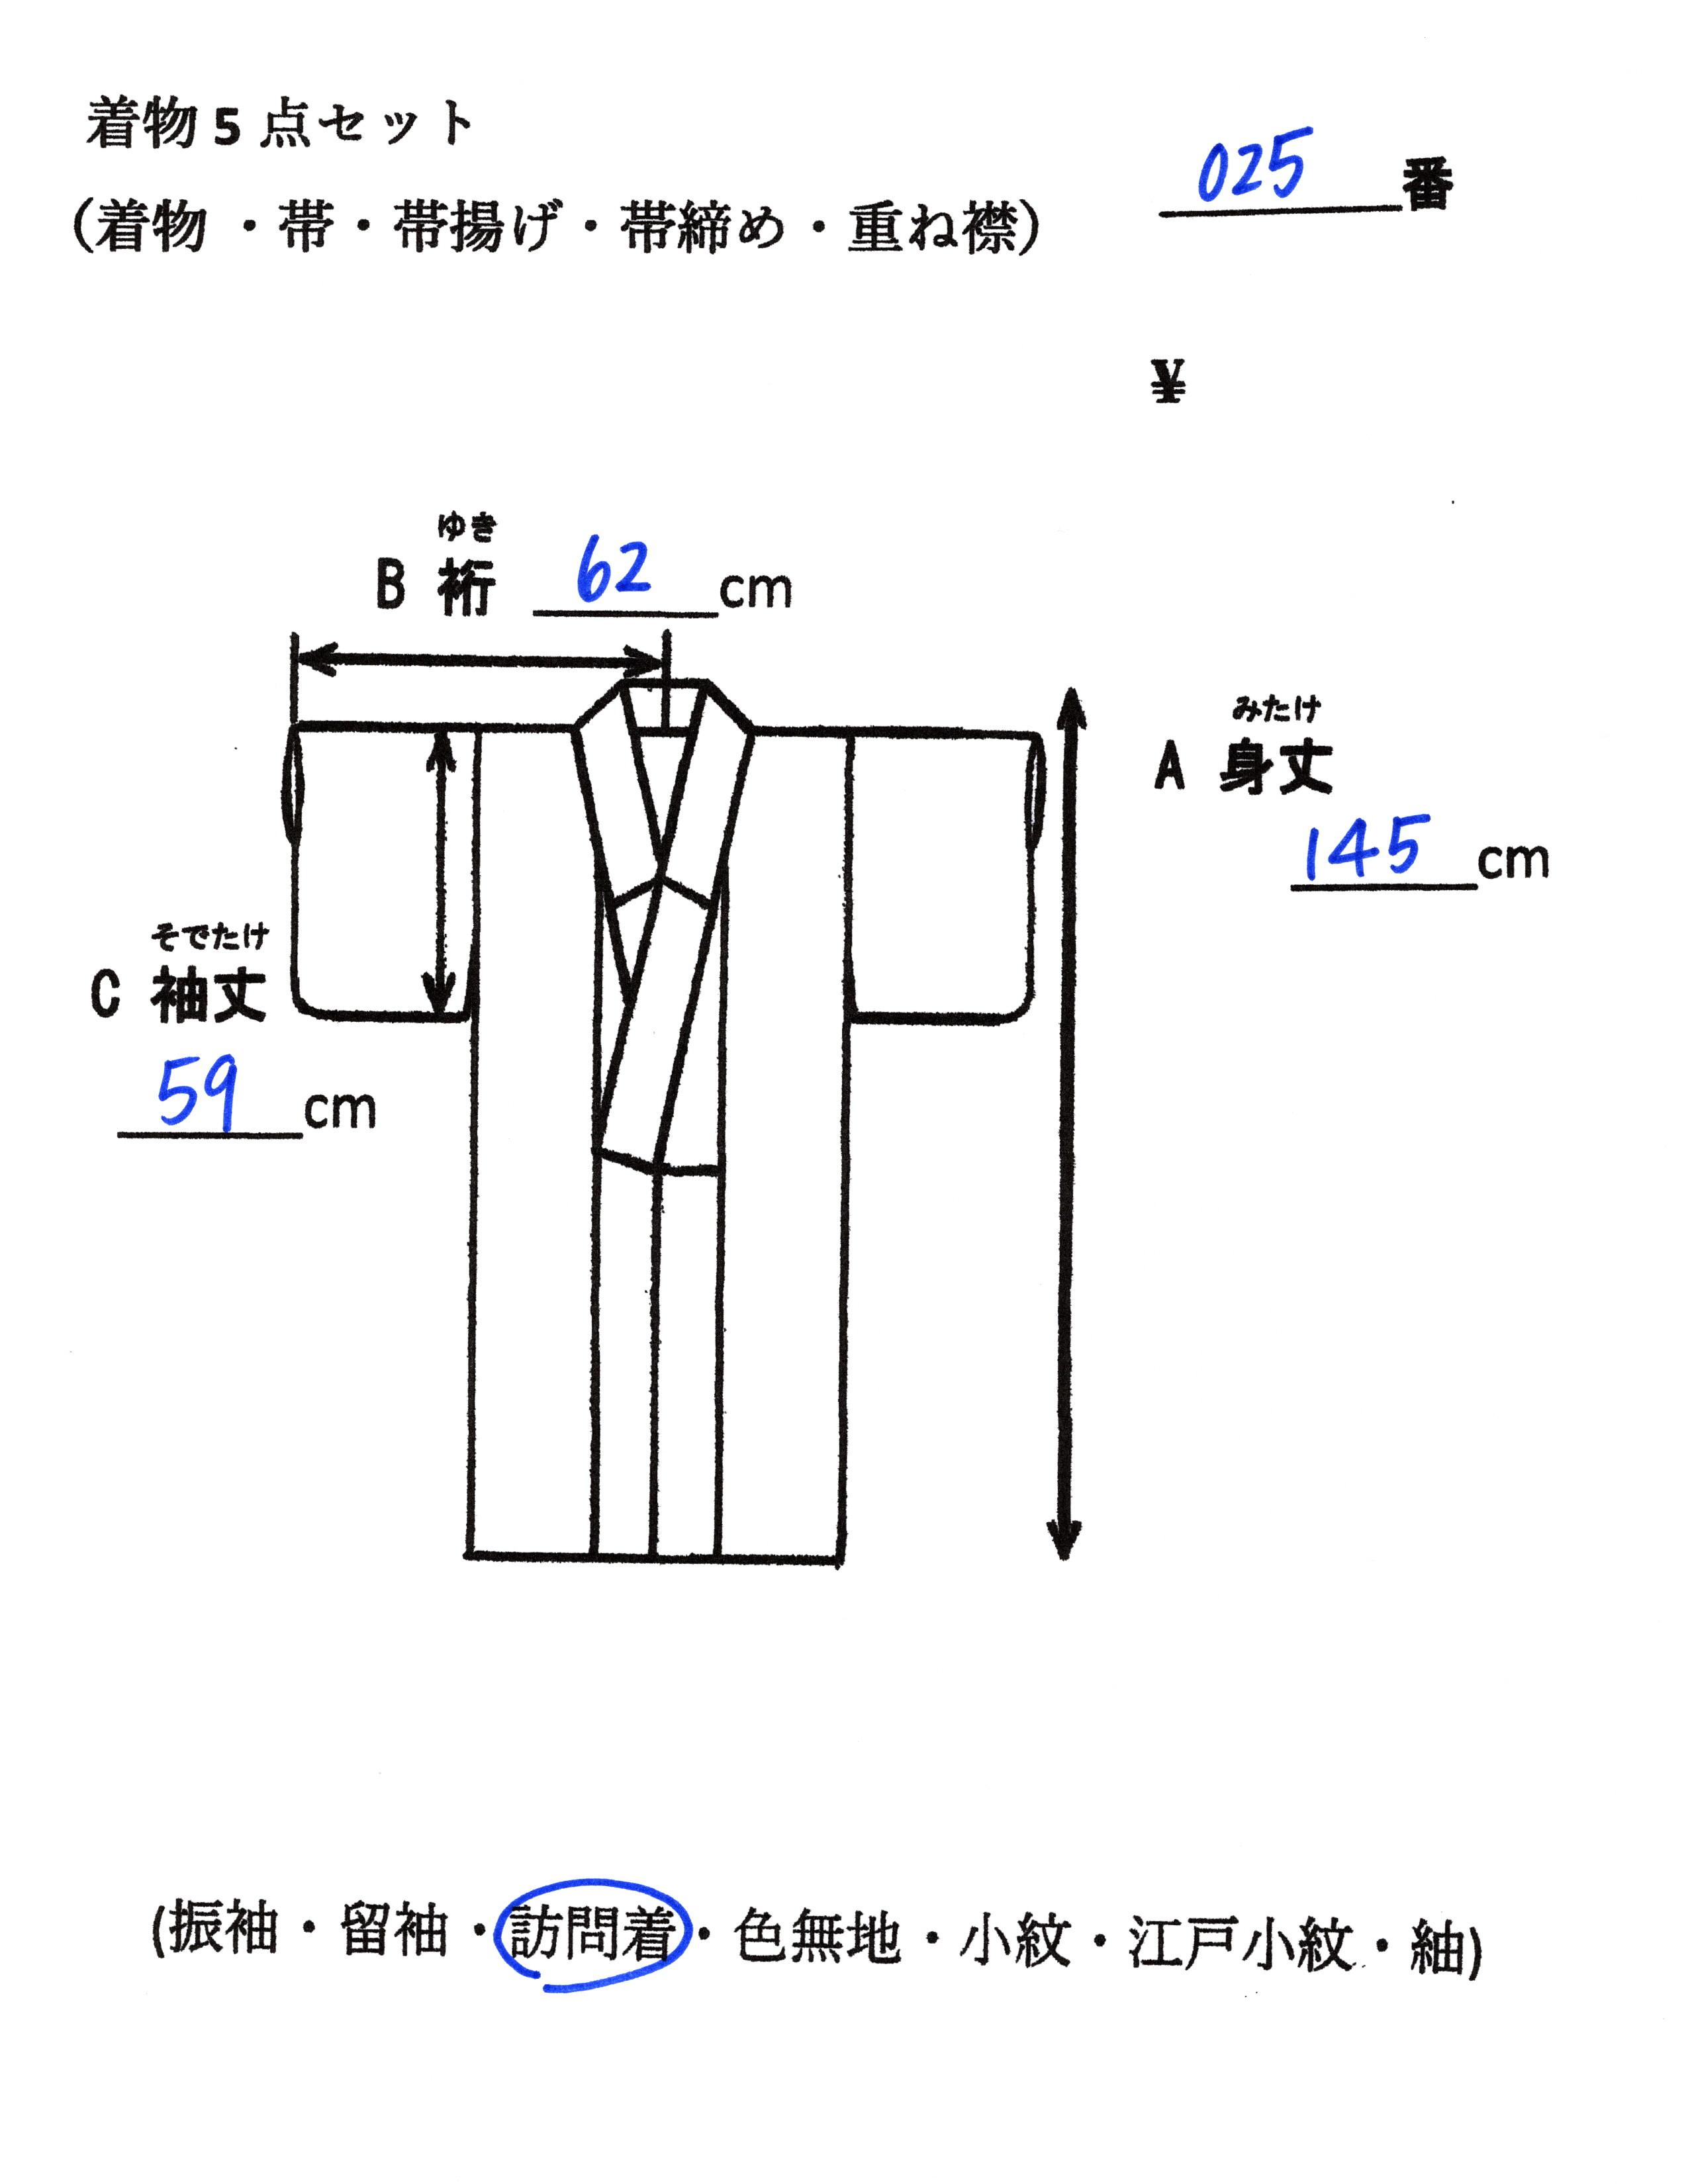 着物5点セット
025番
（着物・帯・帯揚げ・帯締め・重ね襟）
¥
ゆき
B 裄 62 cm
みたけ
A 身丈
145 cm
そでたけ
C 袖丈
59 cm
(振袖・留袖・訪問着・色無地・小紋・江戸小紋・紬)